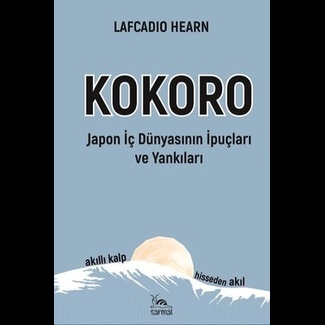 LAFCADIO HEARN
KOKORO
Japon İç Dünyasının İpuçları
ve Yankıları
akıllı kalp
hisseden akıl
sarmal